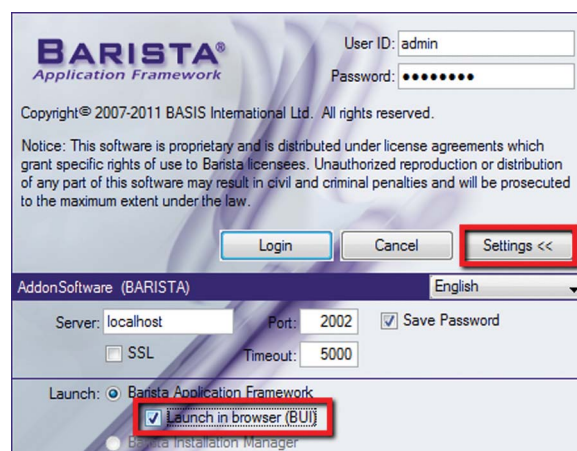 BARISTA®
Application Framework
User ID: admin
Password: ●●●●●●●●
Copyright© 2007-2011 BASIS International Ltd. All rights reserved.
Notice: This software is proprietary and is distributed under license agreements which
grant specific rights of use to Barista licensees. Unauthorized reproduction or distribution
of any part of this software may result in civil and criminal penalties and will be prosecuted
to the maximum extent under the law.
Login Cancel Settings <<
AddonSoftware (BARISTA) English
Server: localhost Port: 2002 Save Password
SSL Timeout: 5000
Launch: Barista Application Framework
Launch in browser (BUI)
Barista Installation Manager